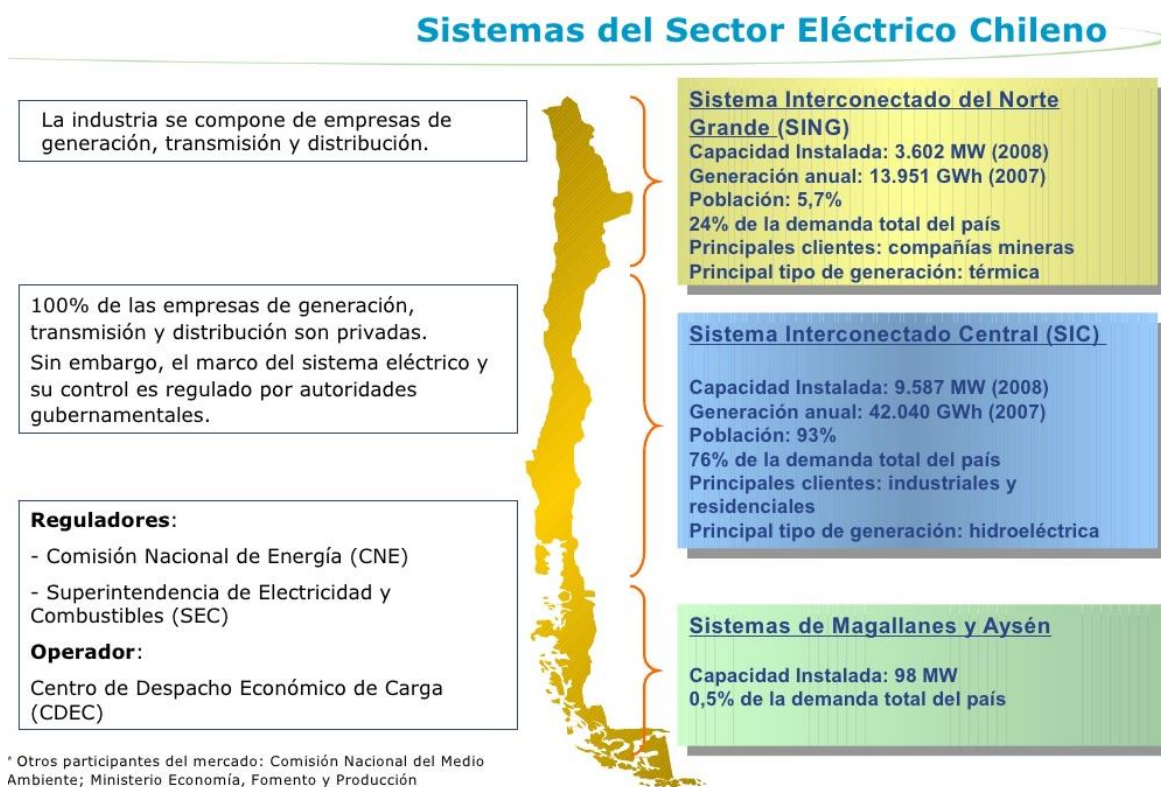 Sistemas del Sector Eléctrico Chileno
La industria se compone de empresas de
generación, transmisión y distribución.
100% de las empresas de generación,
transmisión y distribución son privadas.
Sin embargo, el marco del sistema eléctrico y
su control es regulado por autoridades
gubernamentales.
Reguladores:
- Comisión Nacional de Energía (CNE)
- Superintendencia de Electricidad y
Combustibles (SEC)
Operador:
Centro de Despacho Económico de Carga
(CDEC)
* Otros participantes del mercado: Comisión Nacional del Medio
Ambiente; Ministerio Economía, Fomento y Producción
Sistema Interconectado del Norte
Grande (SING)
Capacidad Instalada: 3.602 MW (2008)
Generación anual: 13.951 GWh (2007)
Población: 5,7%
24% de la demanda total del país
Principales clientes: compañías mineras
Principal tipo de generación: térmica
Sistema Interconectado Central (SIC)
Capacidad Instalada: 9.587 MW (2008)
Generación anual: 42.040 GWh (2007)
Población: 93%
76% de la demanda total del país
Principales clientes: industriales y
residenciales
Principal tipo de generación: hidroeléctrica
Sistemas de Magallanes y Aysén
Capacidad Instalada: 98 MW
0,5% de la demanda total del país